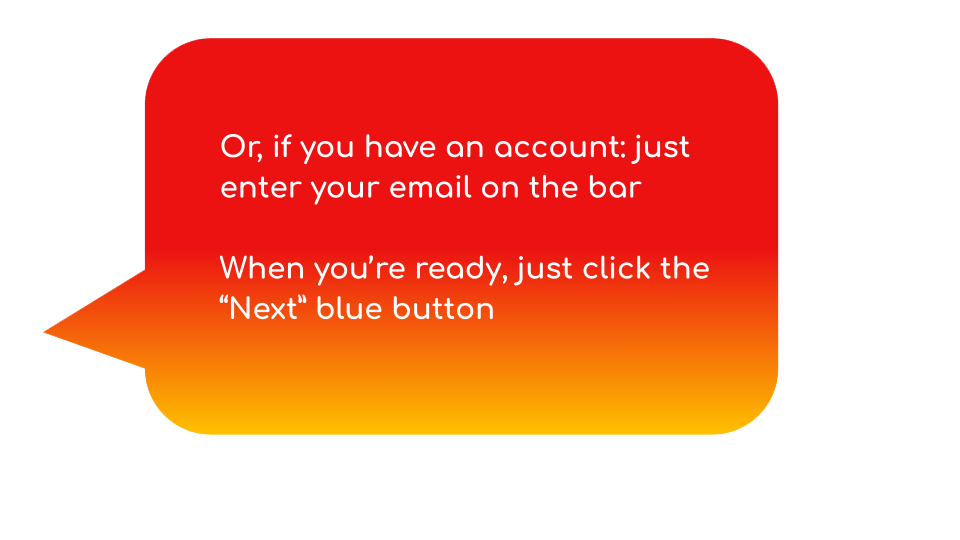 Or, if you have an account: just
enter your email on the bar
When you’re ready, just click the
“Next” blue button